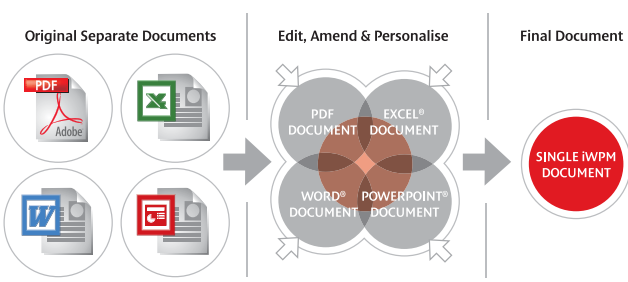 Original Separate Documents
Edit, Amend & Personalise
Final Document
PDF
Adobe
X
W
PDF
DOCUMENT
EXCEL®
DOCUMENT
WORD®
DOCUMENT
POWERPOINT®
DOCUMENT
SINGLE iWPM
DOCUMENT